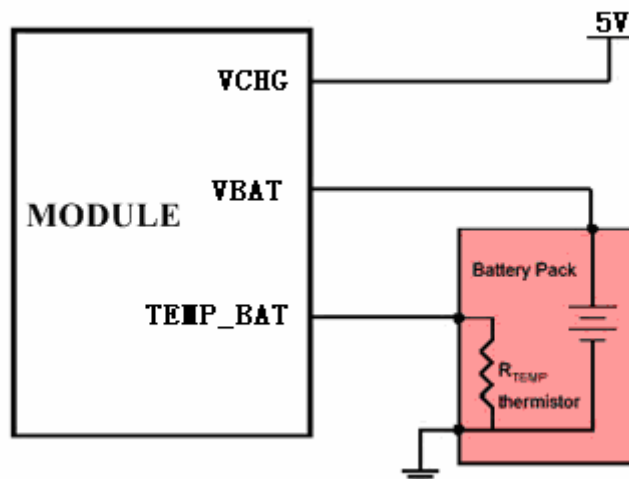 5V
VCHG
VBAT
MODULE
Battery Pack
TEMP_BAT
RTEMP
thermistor